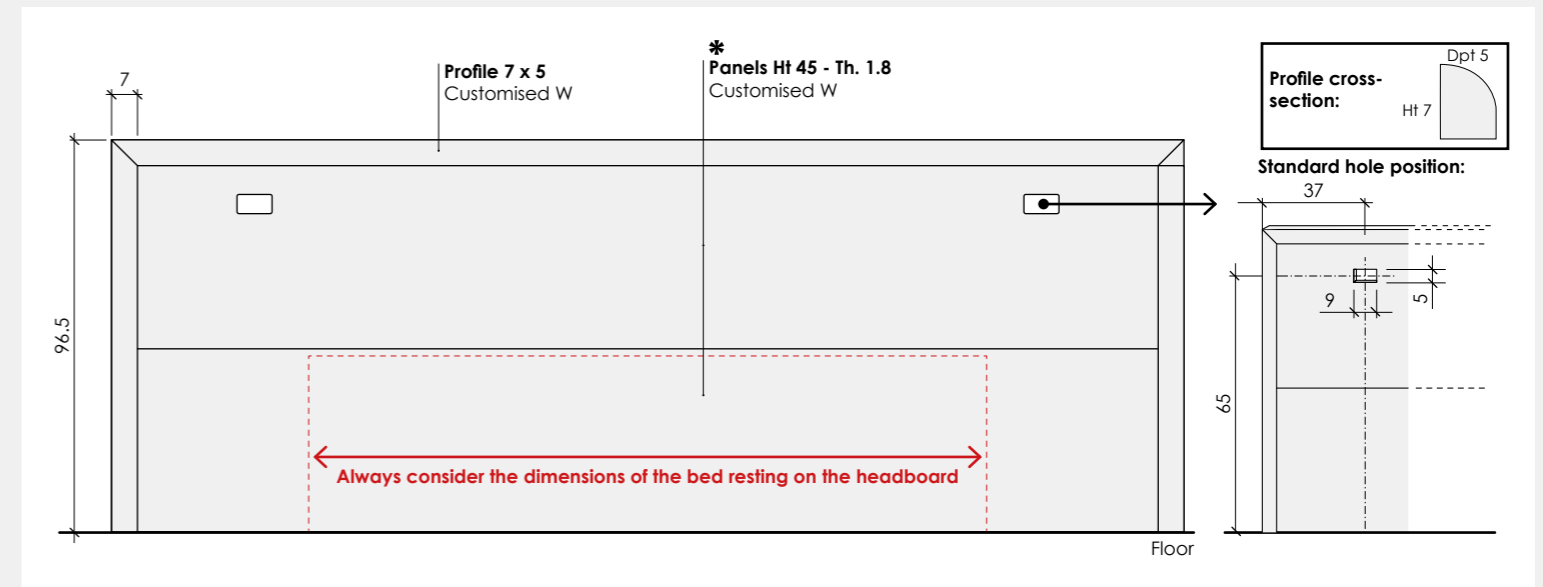 7
Profile 7 x 5
Customised W
*
Panels Ht 45 - Th. 1.8
Customised W
Profile cross-
section:
Dpt 5
Ht 7
Standard hole position:
37
9
5
65
96.5
Always consider the dimensions of the bed resting on the headboard
Floor